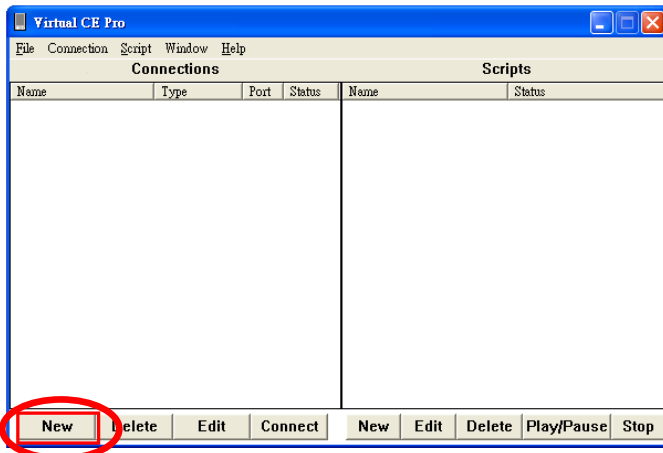 Virtual CE Pro
File Connection Script Window Help
Connections Scripts
Name Type Port Status Name Status
New Delete Edit Connect New Edit Delete Play/Pause Stop